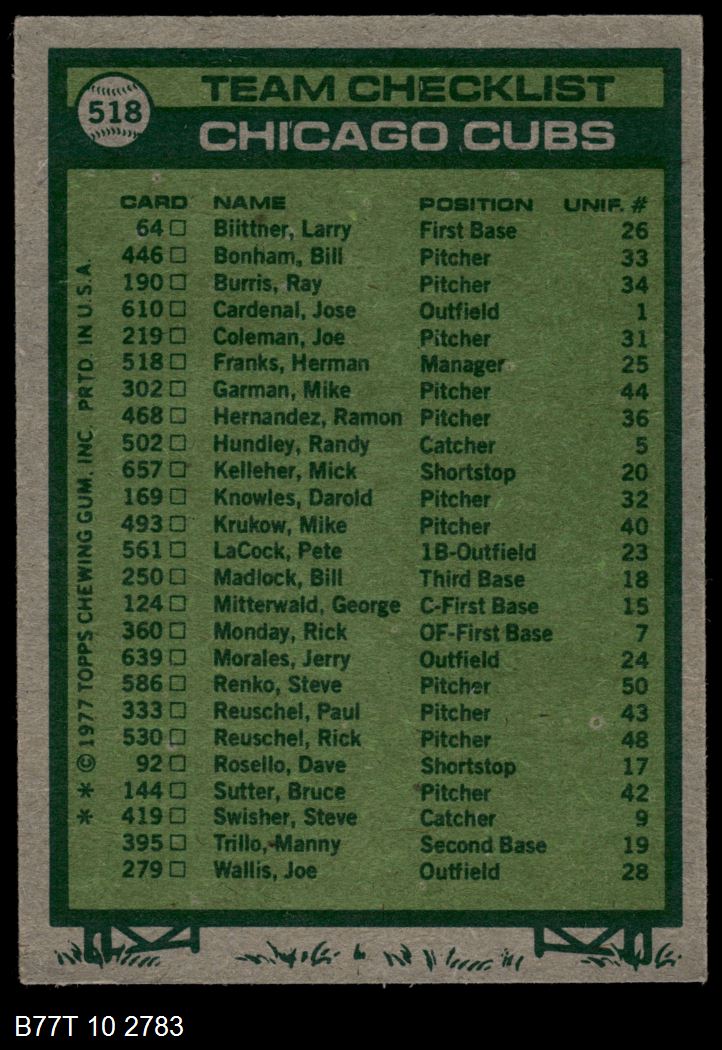 518
TEAM CHECKLIST
CHICAGO CUBS
CARD NAME POSITION UNIF. #
64 □ Biittner, Larry First Base 26
446 □ Bonham, Bill Pitcher 33
190 □ Burris, Ray Pitcher 34
610 □ Cardenal, Jose Outfield 1
219 □ Coleman, Joe Pitcher 31
518 □ Franks, Herman Manager 25
302 □ Garman, Mike Pitcher 44
468 □ Hernandez, Ramon Pitcher 36
502 □ Hundley, Randy Catcher 5
657 □ Kelleher, Mick Shortstop 20
169 □ Knowles, Darold Pitcher 32
493 □ Krukow, Mike Pitcher 40
561 □ LaCock, Pete 1B-Outfield 23
250 □ Madlock, Bill Third Base 18
124 □ Mitterwald, George C-First Base 15
360 □ Monday, Rick OF-First Base 7
639 □ Morales, Jerry Outfield 24
586 □ Renko, Steve Pitcher 50
333 □ Reuschel, Paul Pitcher 43
530 □ Reuschel, Rick Pitcher 48
92 □ Rosello, Dave Shortstop 17
144 □ Sutter, Bruce Pitcher 42
419 □ Swisher, Steve Catcher 9
395 □ Trillo, Manny Second Base 19
279 □ Wallis, Joe Outfield 28
* * © 1977 TOPPS CHEWING GUM, INC. PRTD. IN U.S.A.
B77T 10 2783